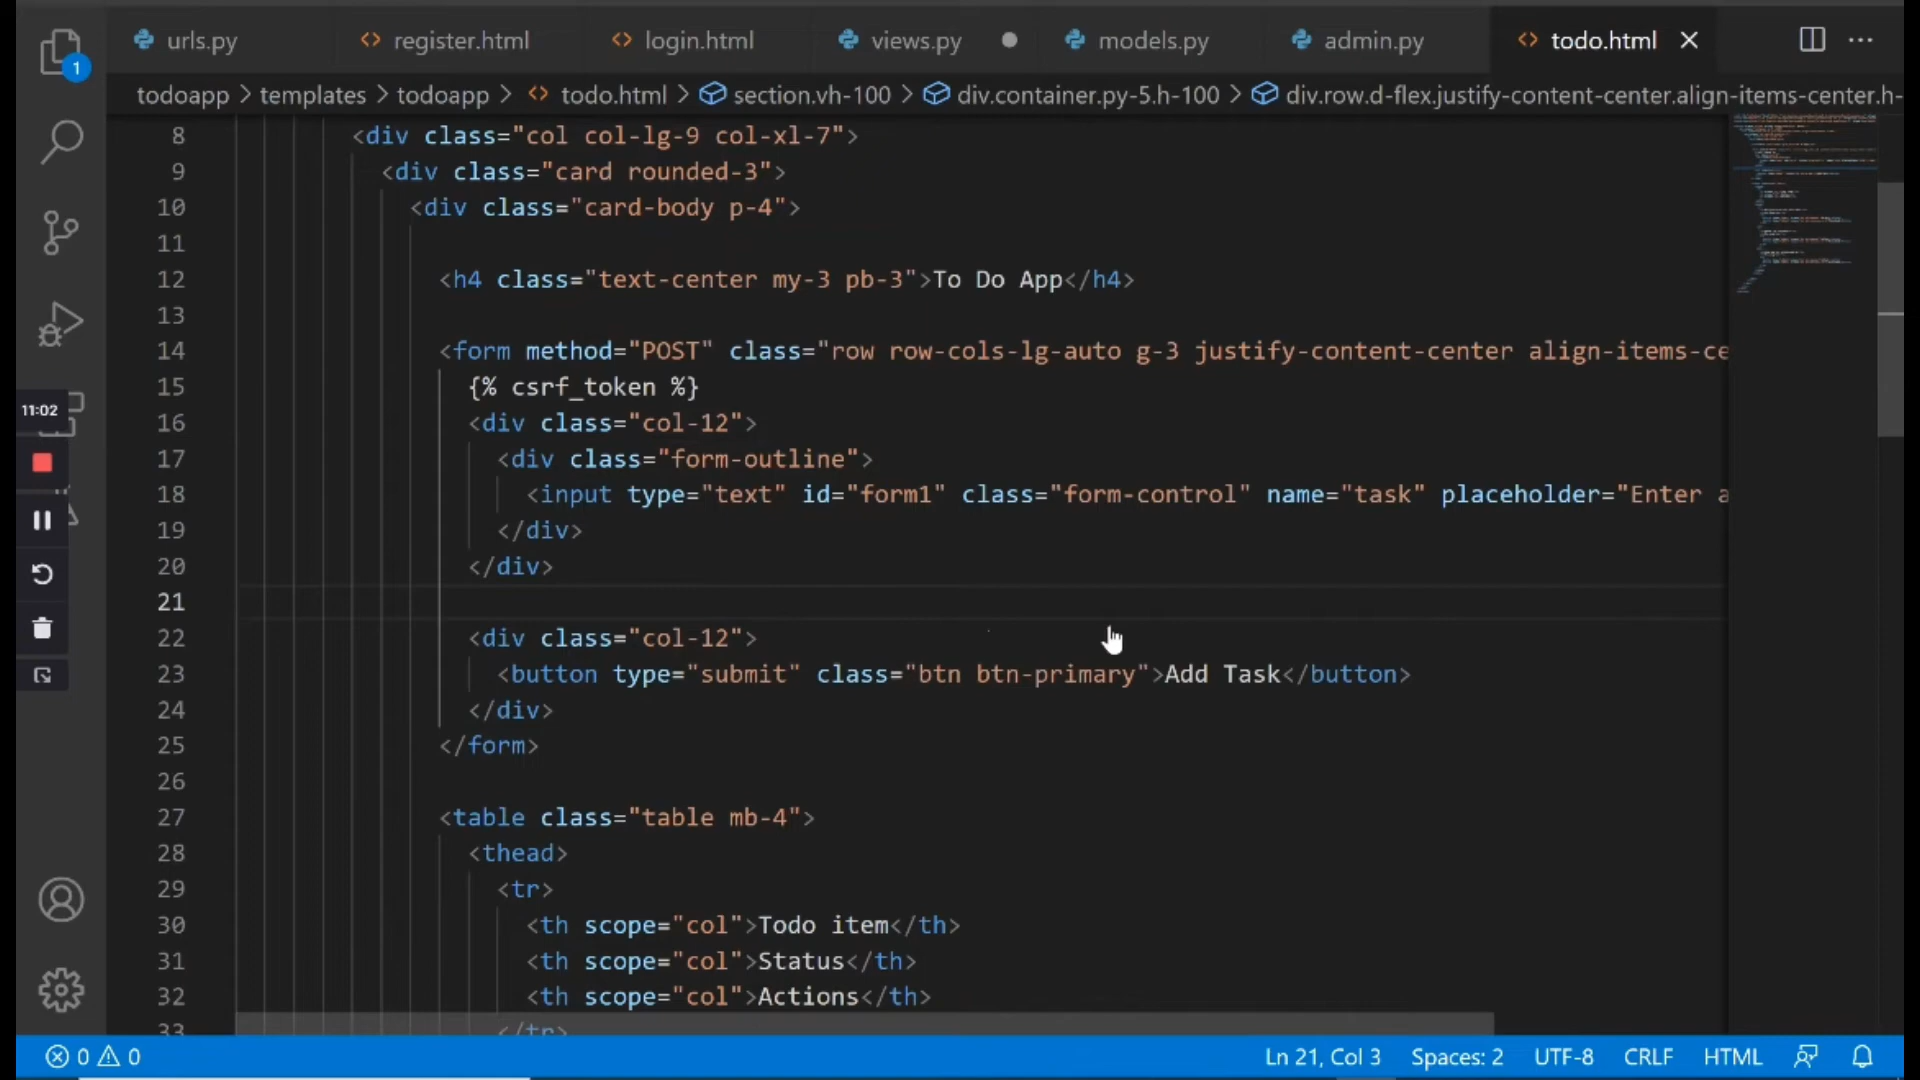 urls.py register.html login.html views.py models.py admin.py todo.html
1
todoapp > templates > todoapp > todo.html > section.vh-100 > div.container.py-5.h-100 > div.row.d-flex.justify-content-center.align-items-center.h-
8 <div class="col col-lg-9 col-xl-7">
9 <div class="card rounded-3">
10 <div class="card-body p-4">
11
12 <h4 class="text-center my-3 pb-3">To Do App</h4>
13
14 <form method="POST" class="row row-cols-lg-auto g-3 justify-content-center align-items-ce
15 {% csrf_token %}
11:02
16 <div class="col-12">
17 <div class="form-outline">
18 <input type="text" id="form1" class="form-control" name="task" placeholder="Enter a
19 </div>
20 </div>
21
22 <div class="col-12">
23 <button type="submit" class="btn btn-primary">Add Task</button>
24 </div>
25 </form>
26
27 <table class="table mb-4">
28 <thead>
29 <tr>
30 <th scope="col">Todo item</th>
31 <th scope="col">Status</th>
32 <th scope="col">Actions</th>
33 </tr>
0 0 Ln 21, Col 3 Spaces: 2 UTF-8 CRLF HTML